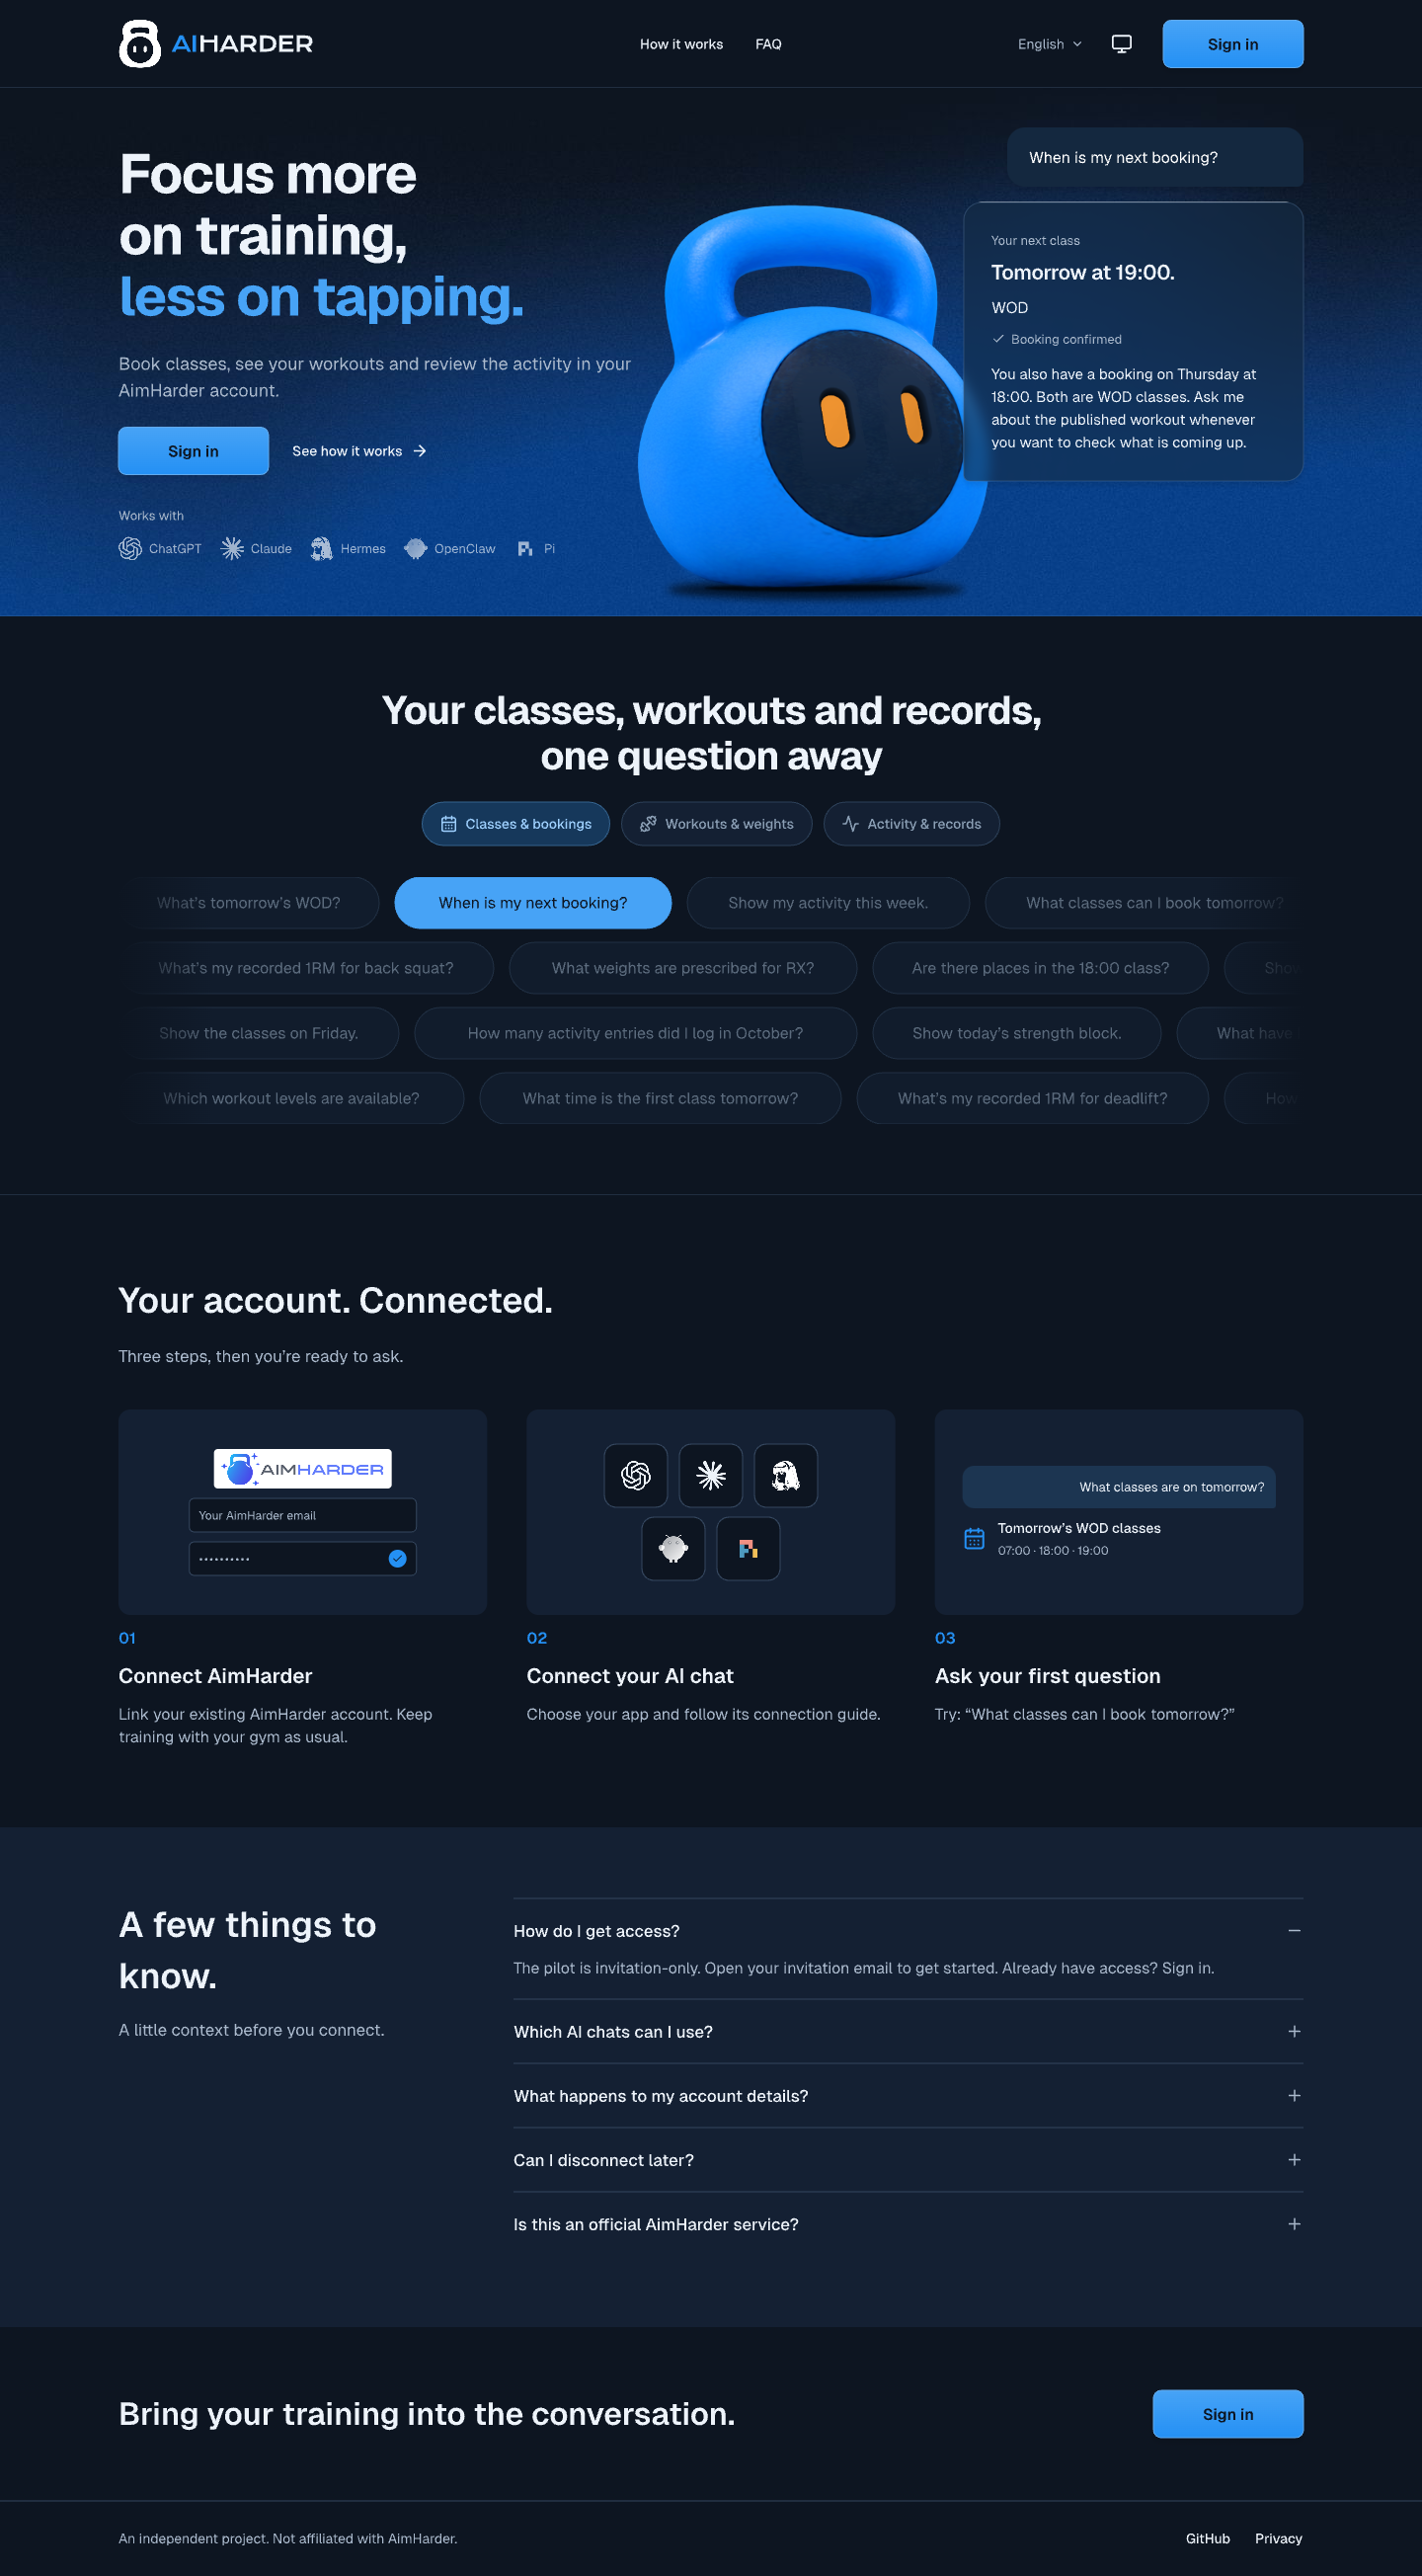 AIHARDER
How it works
FAQ
English
Sign in
Focus more
on training,
less on tapping.
Book classes, see your workouts and review the activity in your
AimHarder account.
Sign in
See how it works
Works with
ChatGPT
Claude
Hermes
OpenClaw
Pi
When is my next booking?
Your next class
Tomorrow at 19:00.
WOD
Booking confirmed
You also have a booking on Thursday at
18:00. Both are WOD classes. Ask me
about the published workout whenever
you want to check what is coming up.
Your classes, workouts and records,
one question away
Classes & bookings
Workouts & weights
Activity & records
What's tomorrow's WOD?
When is my next booking?
Show my activity this week.
What classes can I book tomorrow?
What's my recorded 1RM for back squat?
What weights are prescribed for RX?
Are there places in the 18:00 class?
Show
Show the classes on Friday.
How many activity entries did I log in October?
Show today's strength block.
What have
Which workout levels are available?
What time is the first class tomorrow?
What's my recorded 1RM for deadlift?
How
Your account. Connected.
Three steps, then you're ready to ask.
AIMHARDER
Your AimHarder email
01
Connect AimHarder
Link your existing AimHarder account. Keep
training with your gym as usual.
02
Connect your AI chat
Choose your app and follow its connection guide.
What classes are on tomorrow?
Tomorrow's WOD classes
07:00 · 18:00 · 19:00
03
Ask your first question
Try: “What classes can I book tomorrow?”
A few things to
know.
A little context before you connect.
How do I get access?
The pilot is invitation-only. Open your invitation email to get started. Already have access? Sign in.
Which AI chats can I use?
What happens to my account details?
Can I disconnect later?
Is this an official AimHarder service?
Bring your training into the conversation.
Sign in
An independent project. Not affiliated with AimHarder.
GitHub
Privacy